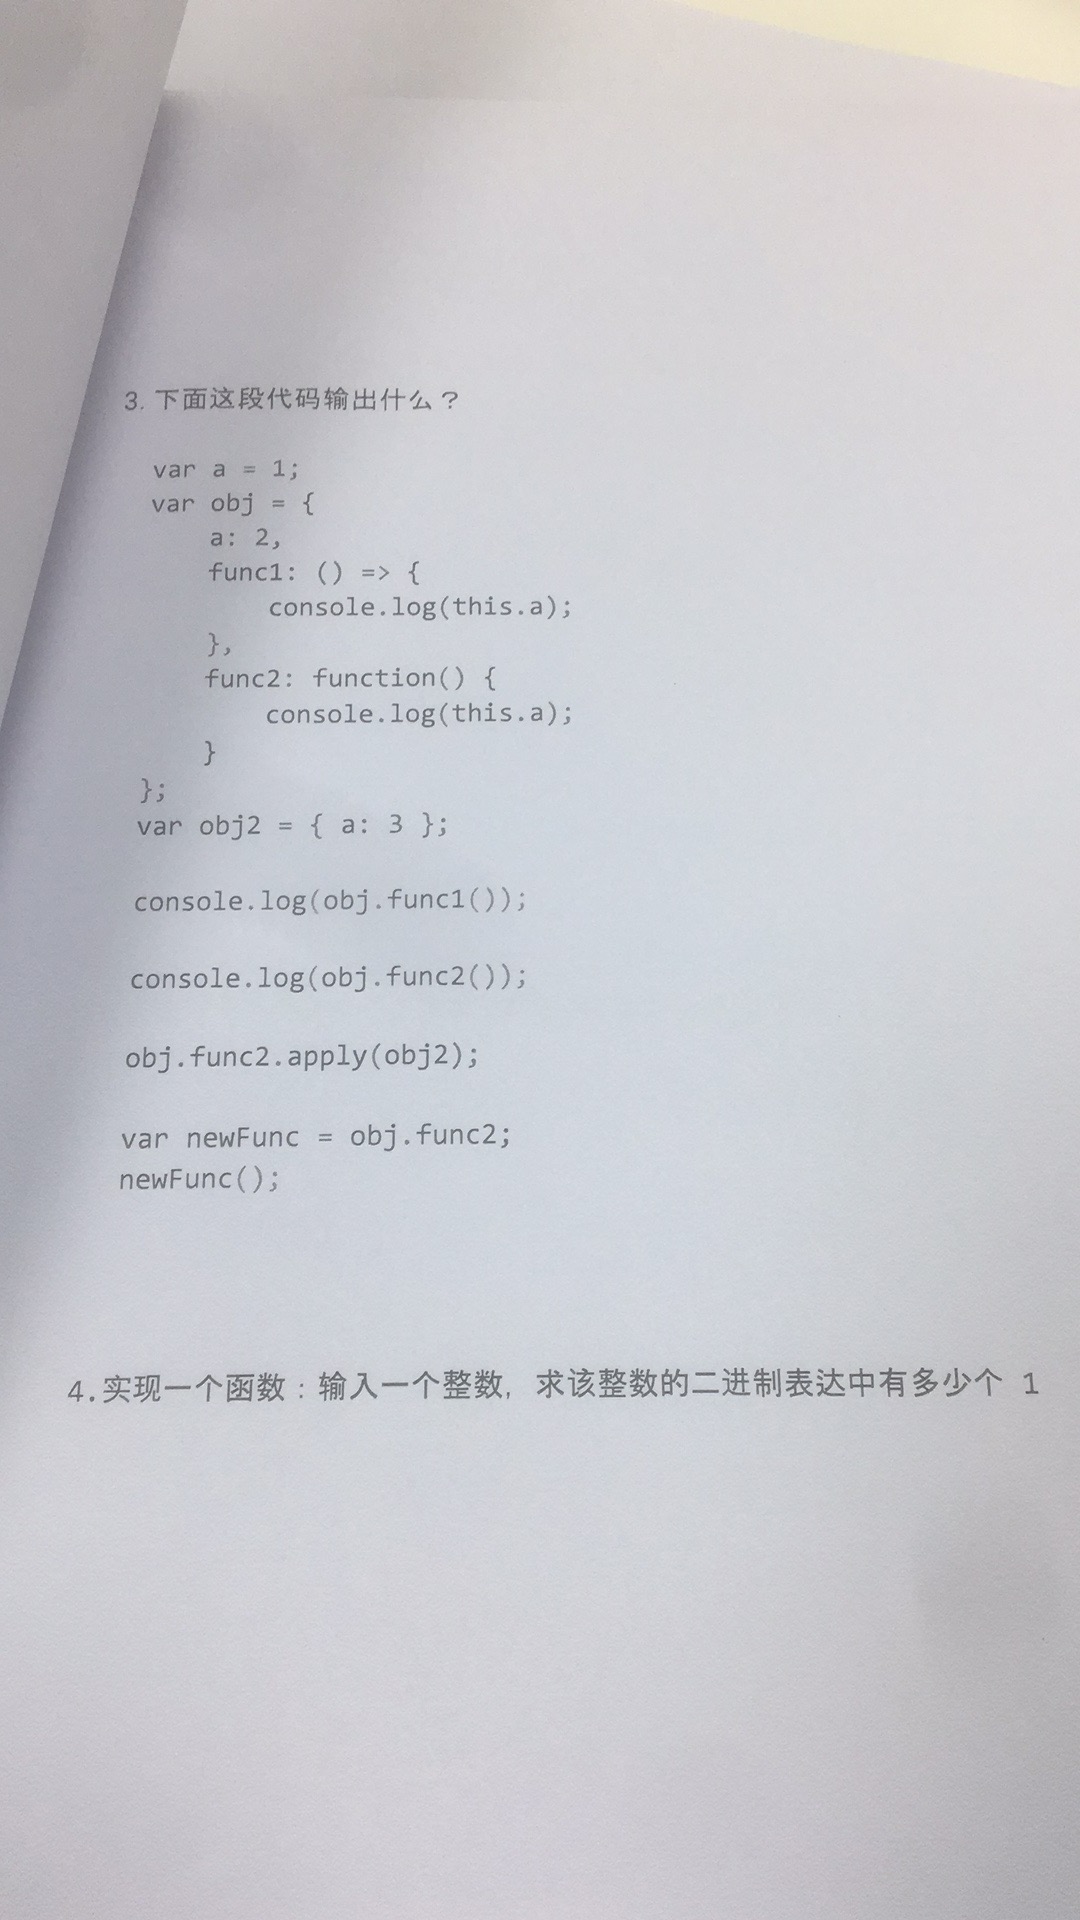 3. 下面这段代码输出什么？
var a = 1;
var obj = {
a: 2,
func1: () => {
console.log(this.a);
},
func2: function() {
console.log(this.a);
}
};
var obj2 = { a: 3 };
console.log(obj.func1());
console.log(obj.func2());
obj.func2.apply(obj2);
var newFunc = obj.func2;
newFunc();
4.实现一个函数：输入一个整数，求该整数的二进制表达中有多少个 1